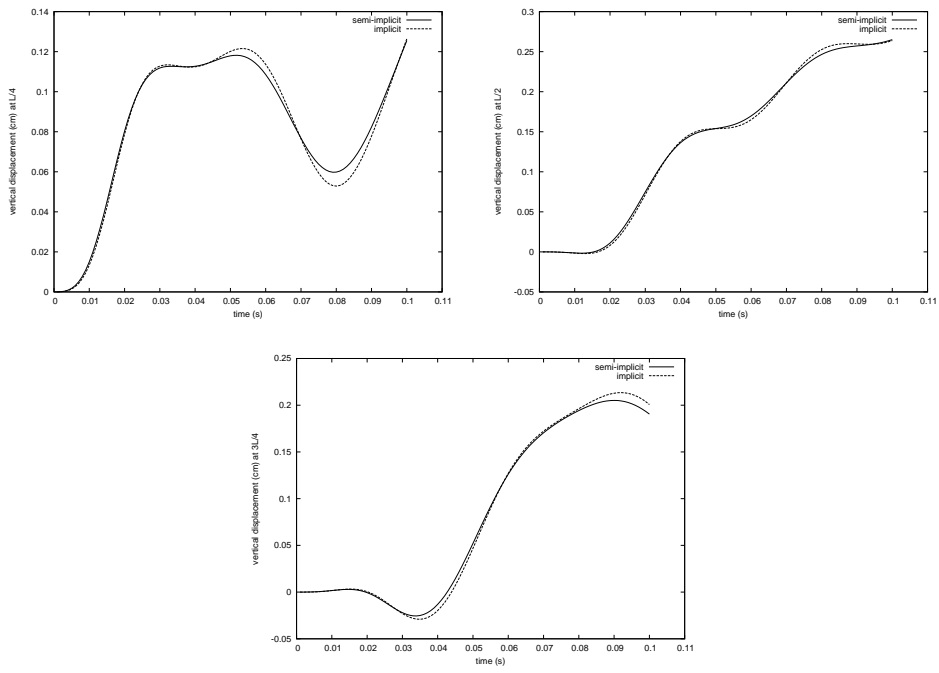 0.14
0.12
0.1
0.08
0.06
0.04
0.02
0
0 0.01 0.02 0.03 0.04 0.05 0.06 0.07 0.08 0.09 0.1 0.11
vertical displacement (cm) at L/4
time (s)
semi-implicit
implicit
0.3
0.25
0.2
0.15
0.1
0.05
0
-0.05
0 0.01 0.02 0.03 0.04 0.05 0.06 0.07 0.08 0.09 0.1 0.11
vertical displacement (cm) at L/2
time (s)
semi-implicit
implicit
0.25
0.2
0.15
0.1
0.05
0
-0.05
0 0.01 0.02 0.03 0.04 0.05 0.06 0.07 0.08 0.09 0.1 0.11
vertical displacement (cm) at 3L/4
time (s)
semi-implicit
implicit